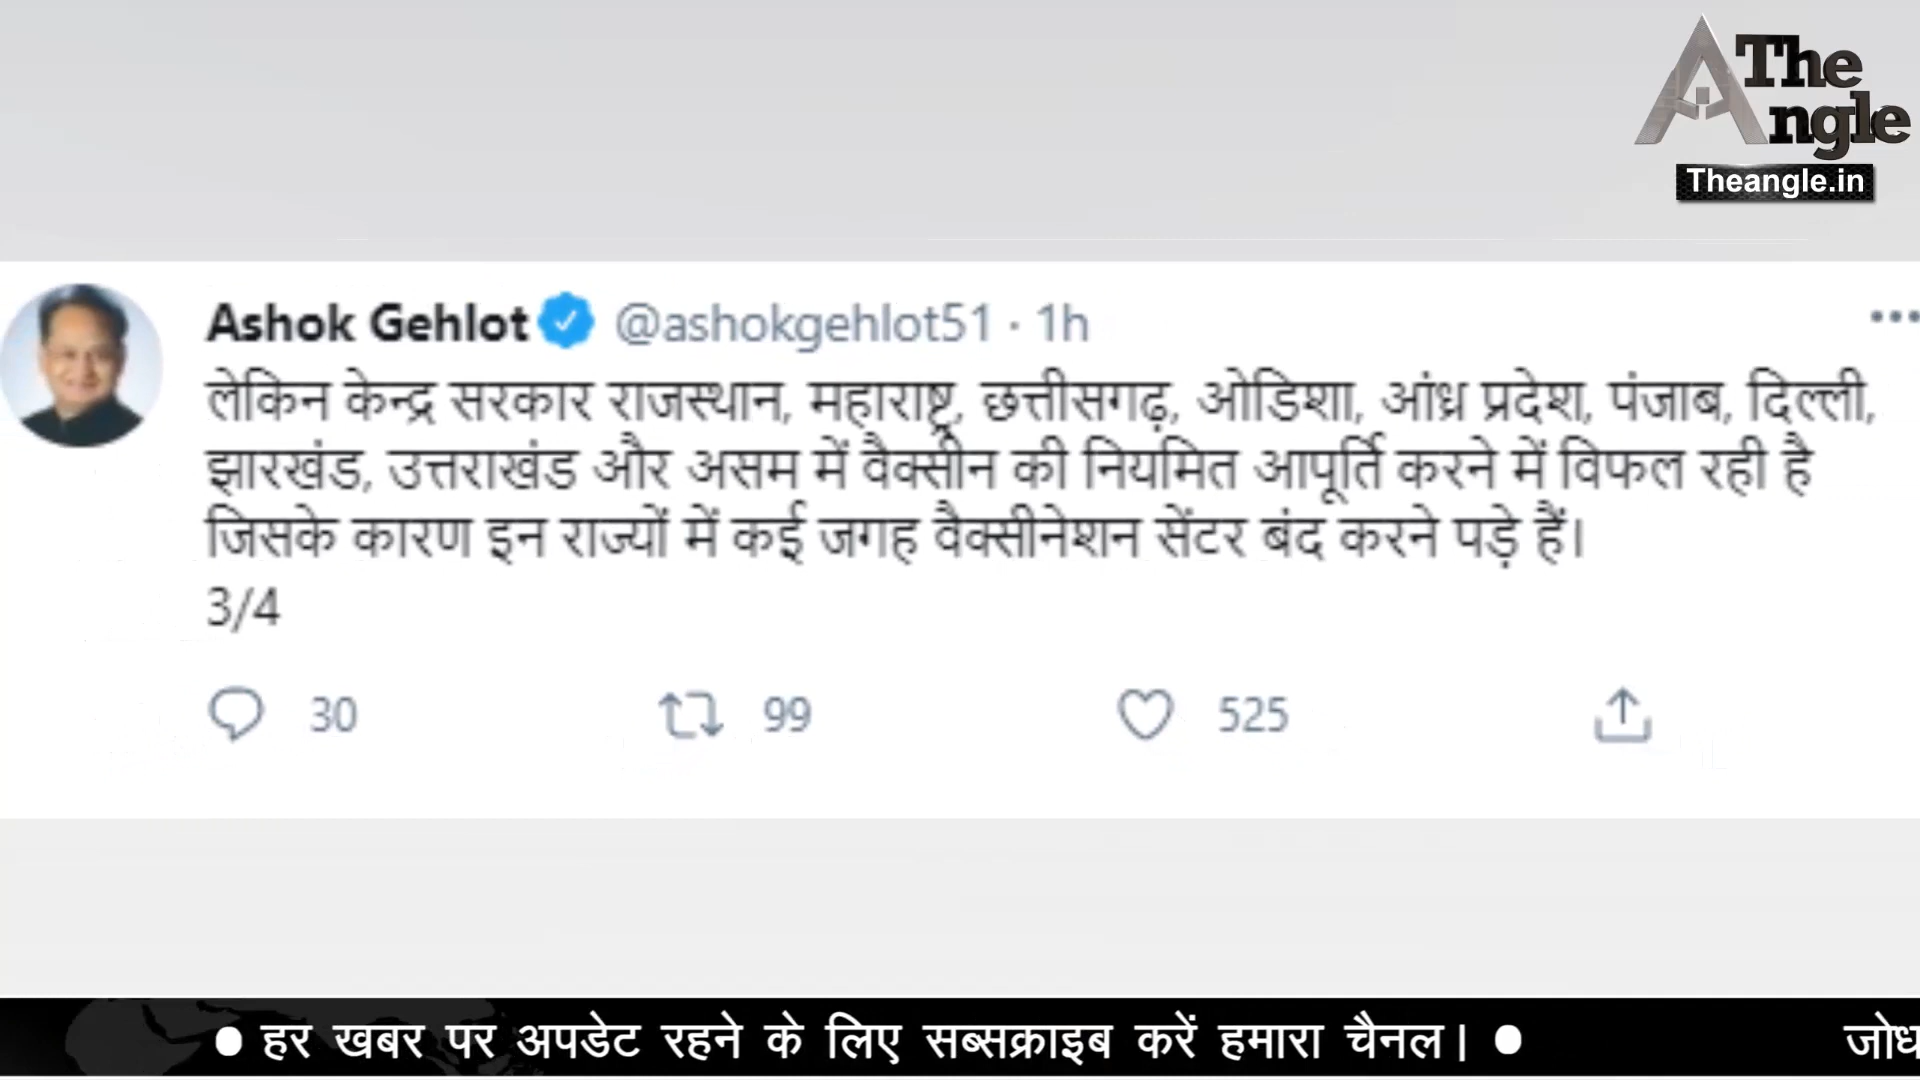 The
Angle
Theangle.in
Ashok Gehlot @ashokgehlot51 · 1h
लेकिन केन्द्र सरकार राजस्थान, महाराष्ट्र, छत्तीसगढ़, ओडिशा, आंध्र प्रदेश, पंजाब, दिल्ली,
झारखंड, उत्तराखंड और असम में वैक्सीन की नियमित आपूर्ति करने में विफल रही है
जिसके कारण इन राज्यों में कई जगह वैक्सीनेशन सेंटर बंद करने पड़े हैं।
3/4
30 99 525
हर खबर पर अपडेट रहने के लिए सब्सक्राइब करें हमारा चैनल|